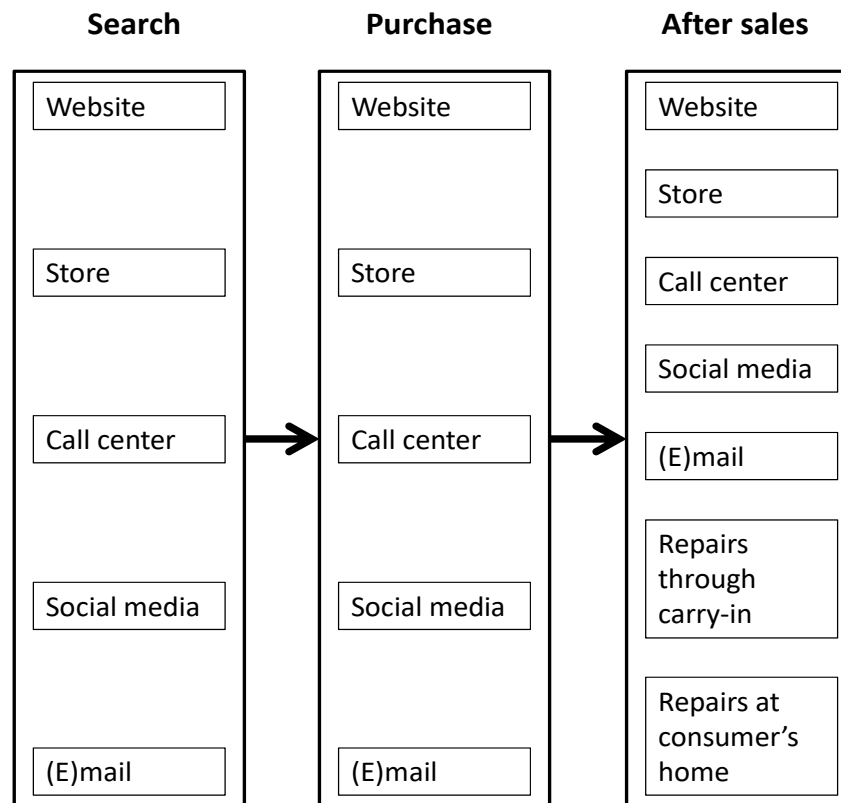 Search
Website
Store
Call center
Social media
(E)mail
Purchase
Website
Store
Call center
Social media
(E)mail
After sales
Website
Store
Call center
Social media
(E)mail
Repairs
through
carry-in
Repairs at
consumer’s
home